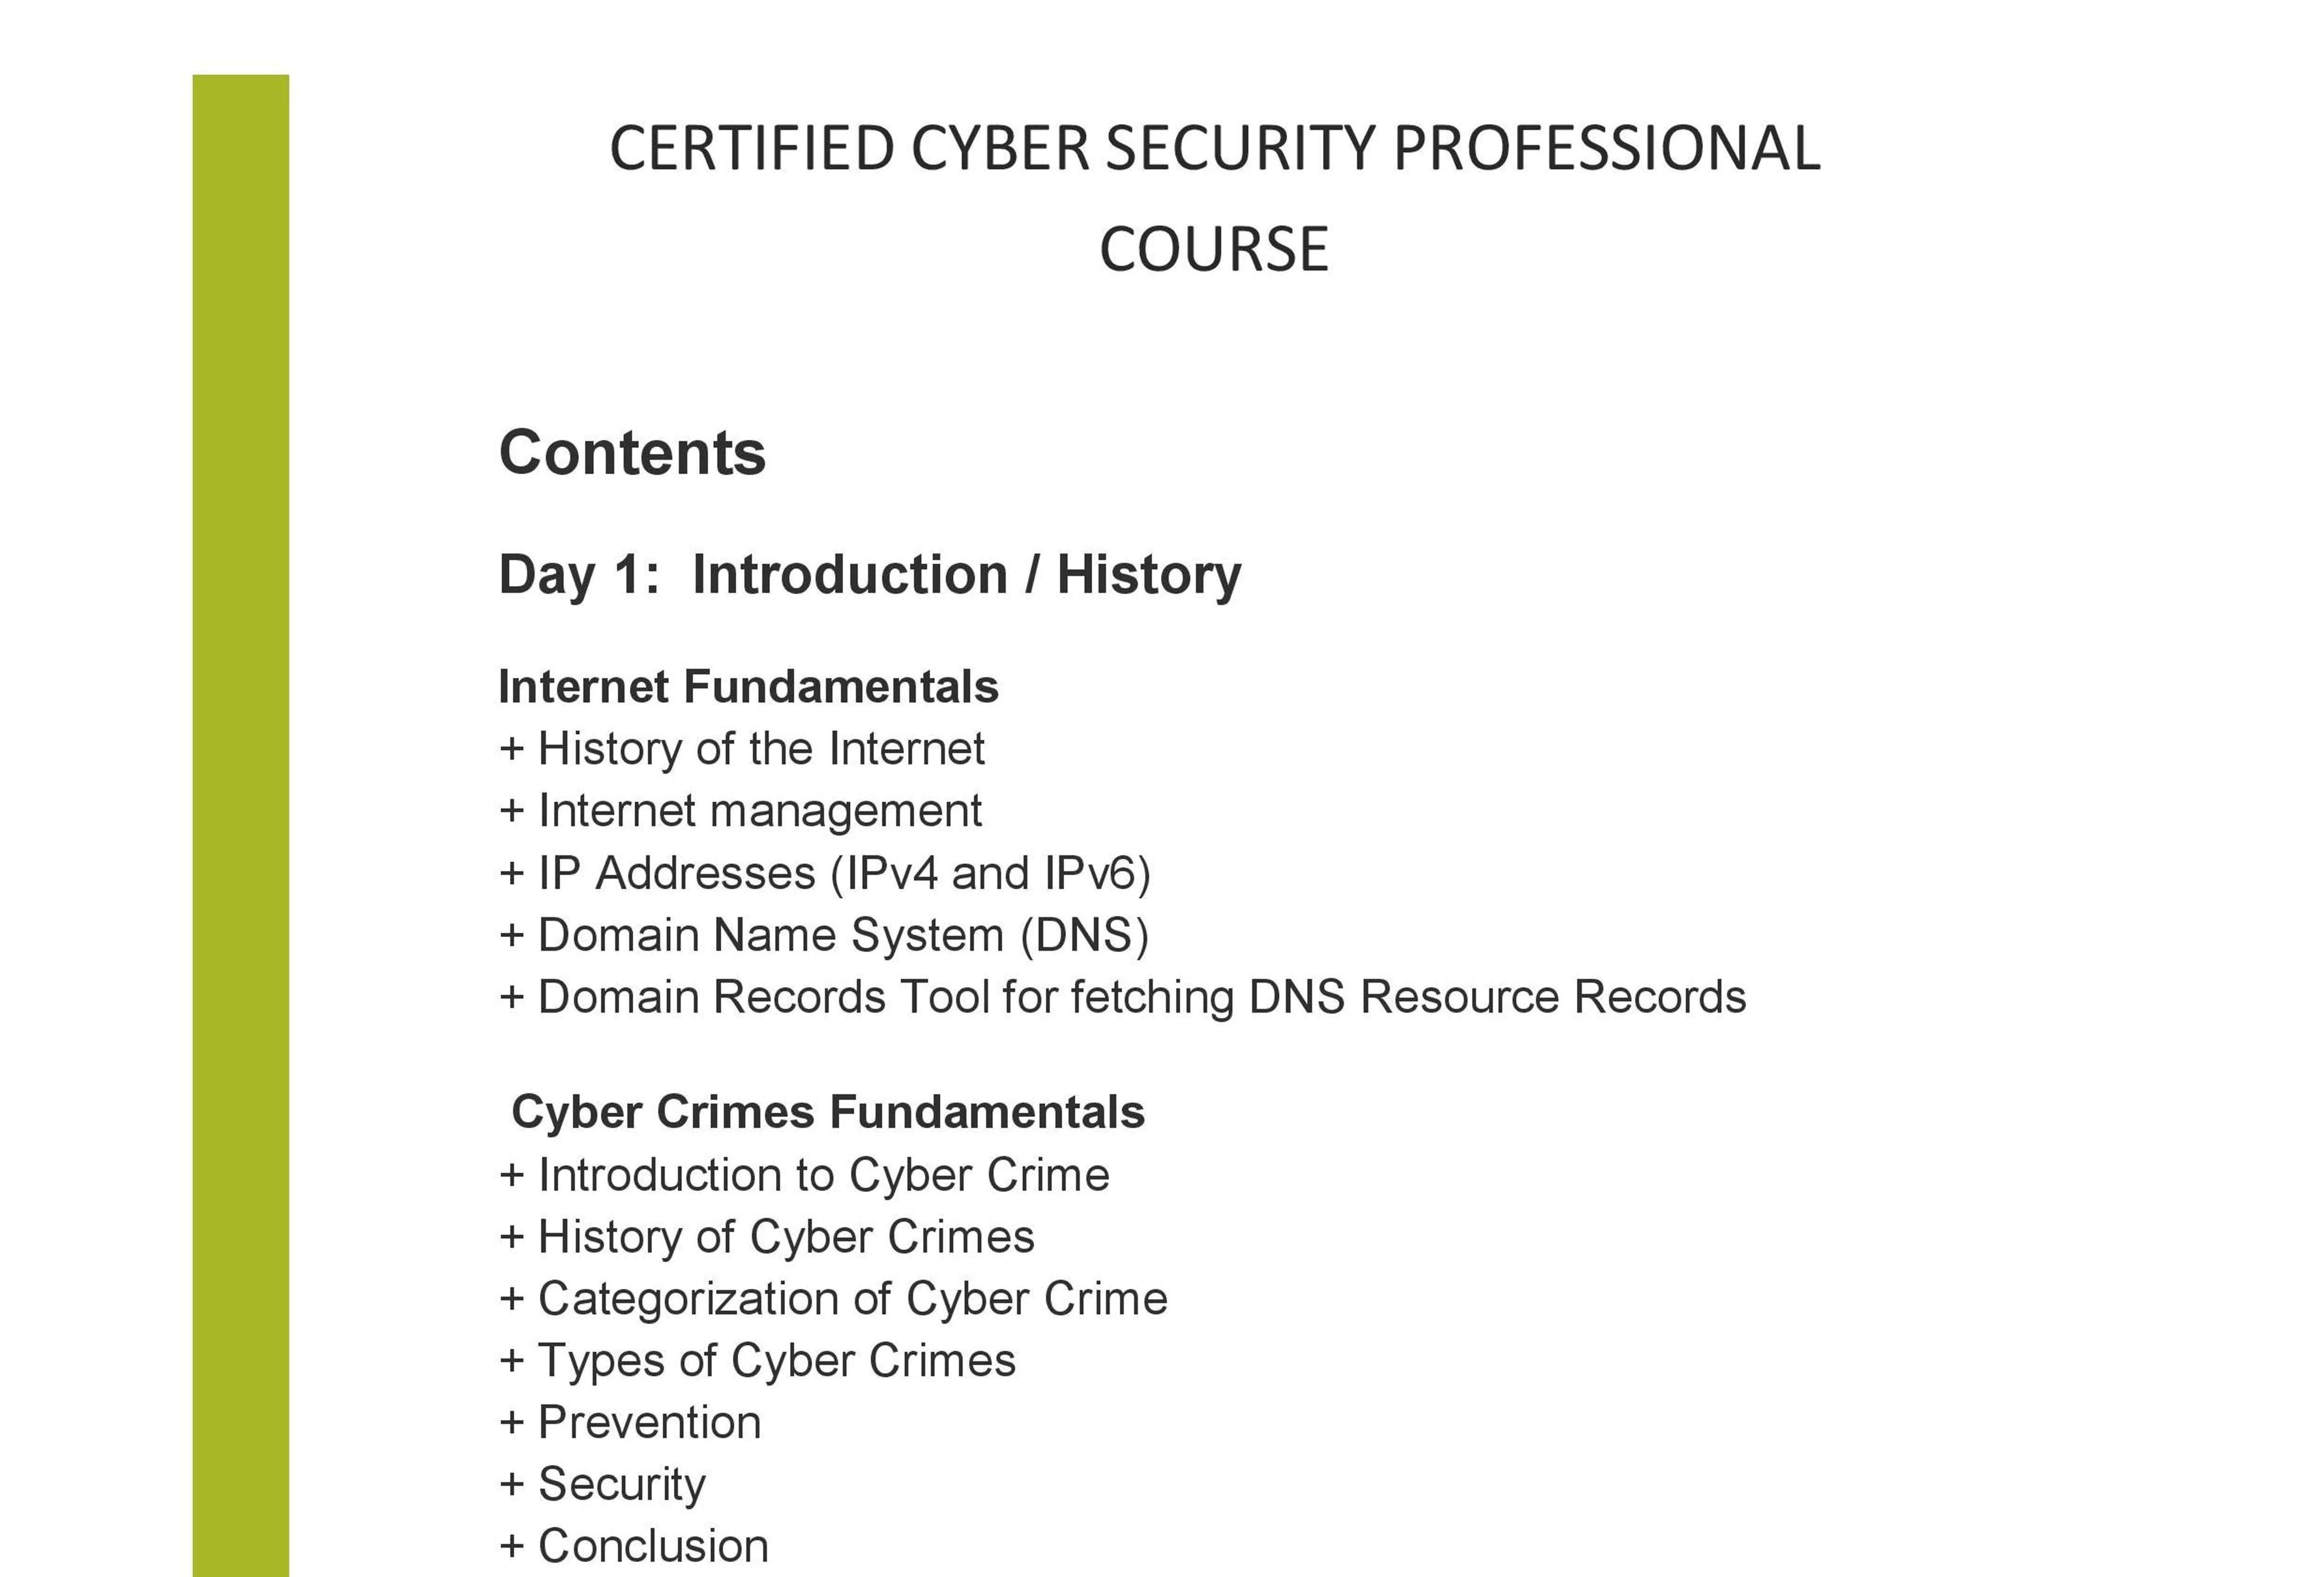 CERTIFIED CYBER SECURITY PROFESSIONAL
COURSE
Contents
Day 1:  Introduction / History
Internet Fundamentals
+ History of the Internet
+ Internet management
+ IP Addresses (IPv4 and IPv6)
+ Domain Name System (DNS)
+ Domain Records Tool for fetching DNS Resource Records
Cyber Crimes Fundamentals
+ Introduction to Cyber Crime
+ History of Cyber Crimes
+ Categorization of Cyber Crime
+ Types of Cyber Crimes
+ Prevention
+ Security
+ Conclusion